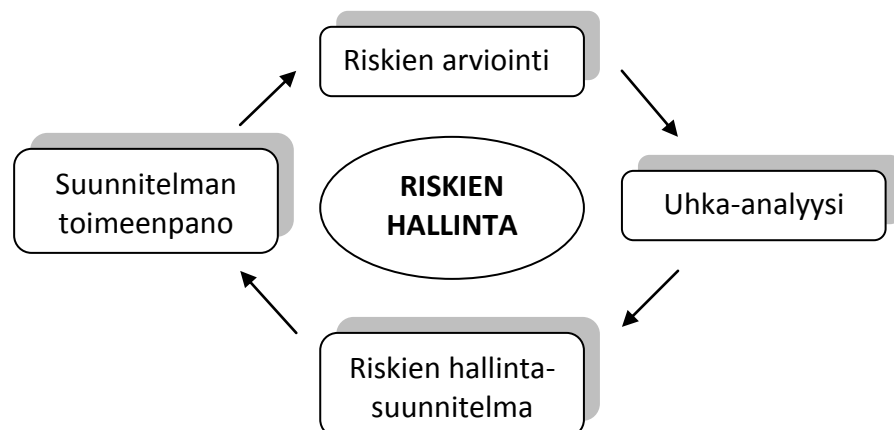 Riskien arviointi
Suunnitelman
toimeenpano
RISKIEN
HALLINTA
Uhka-analyysi
Riskien hallinta-
suunnitelma